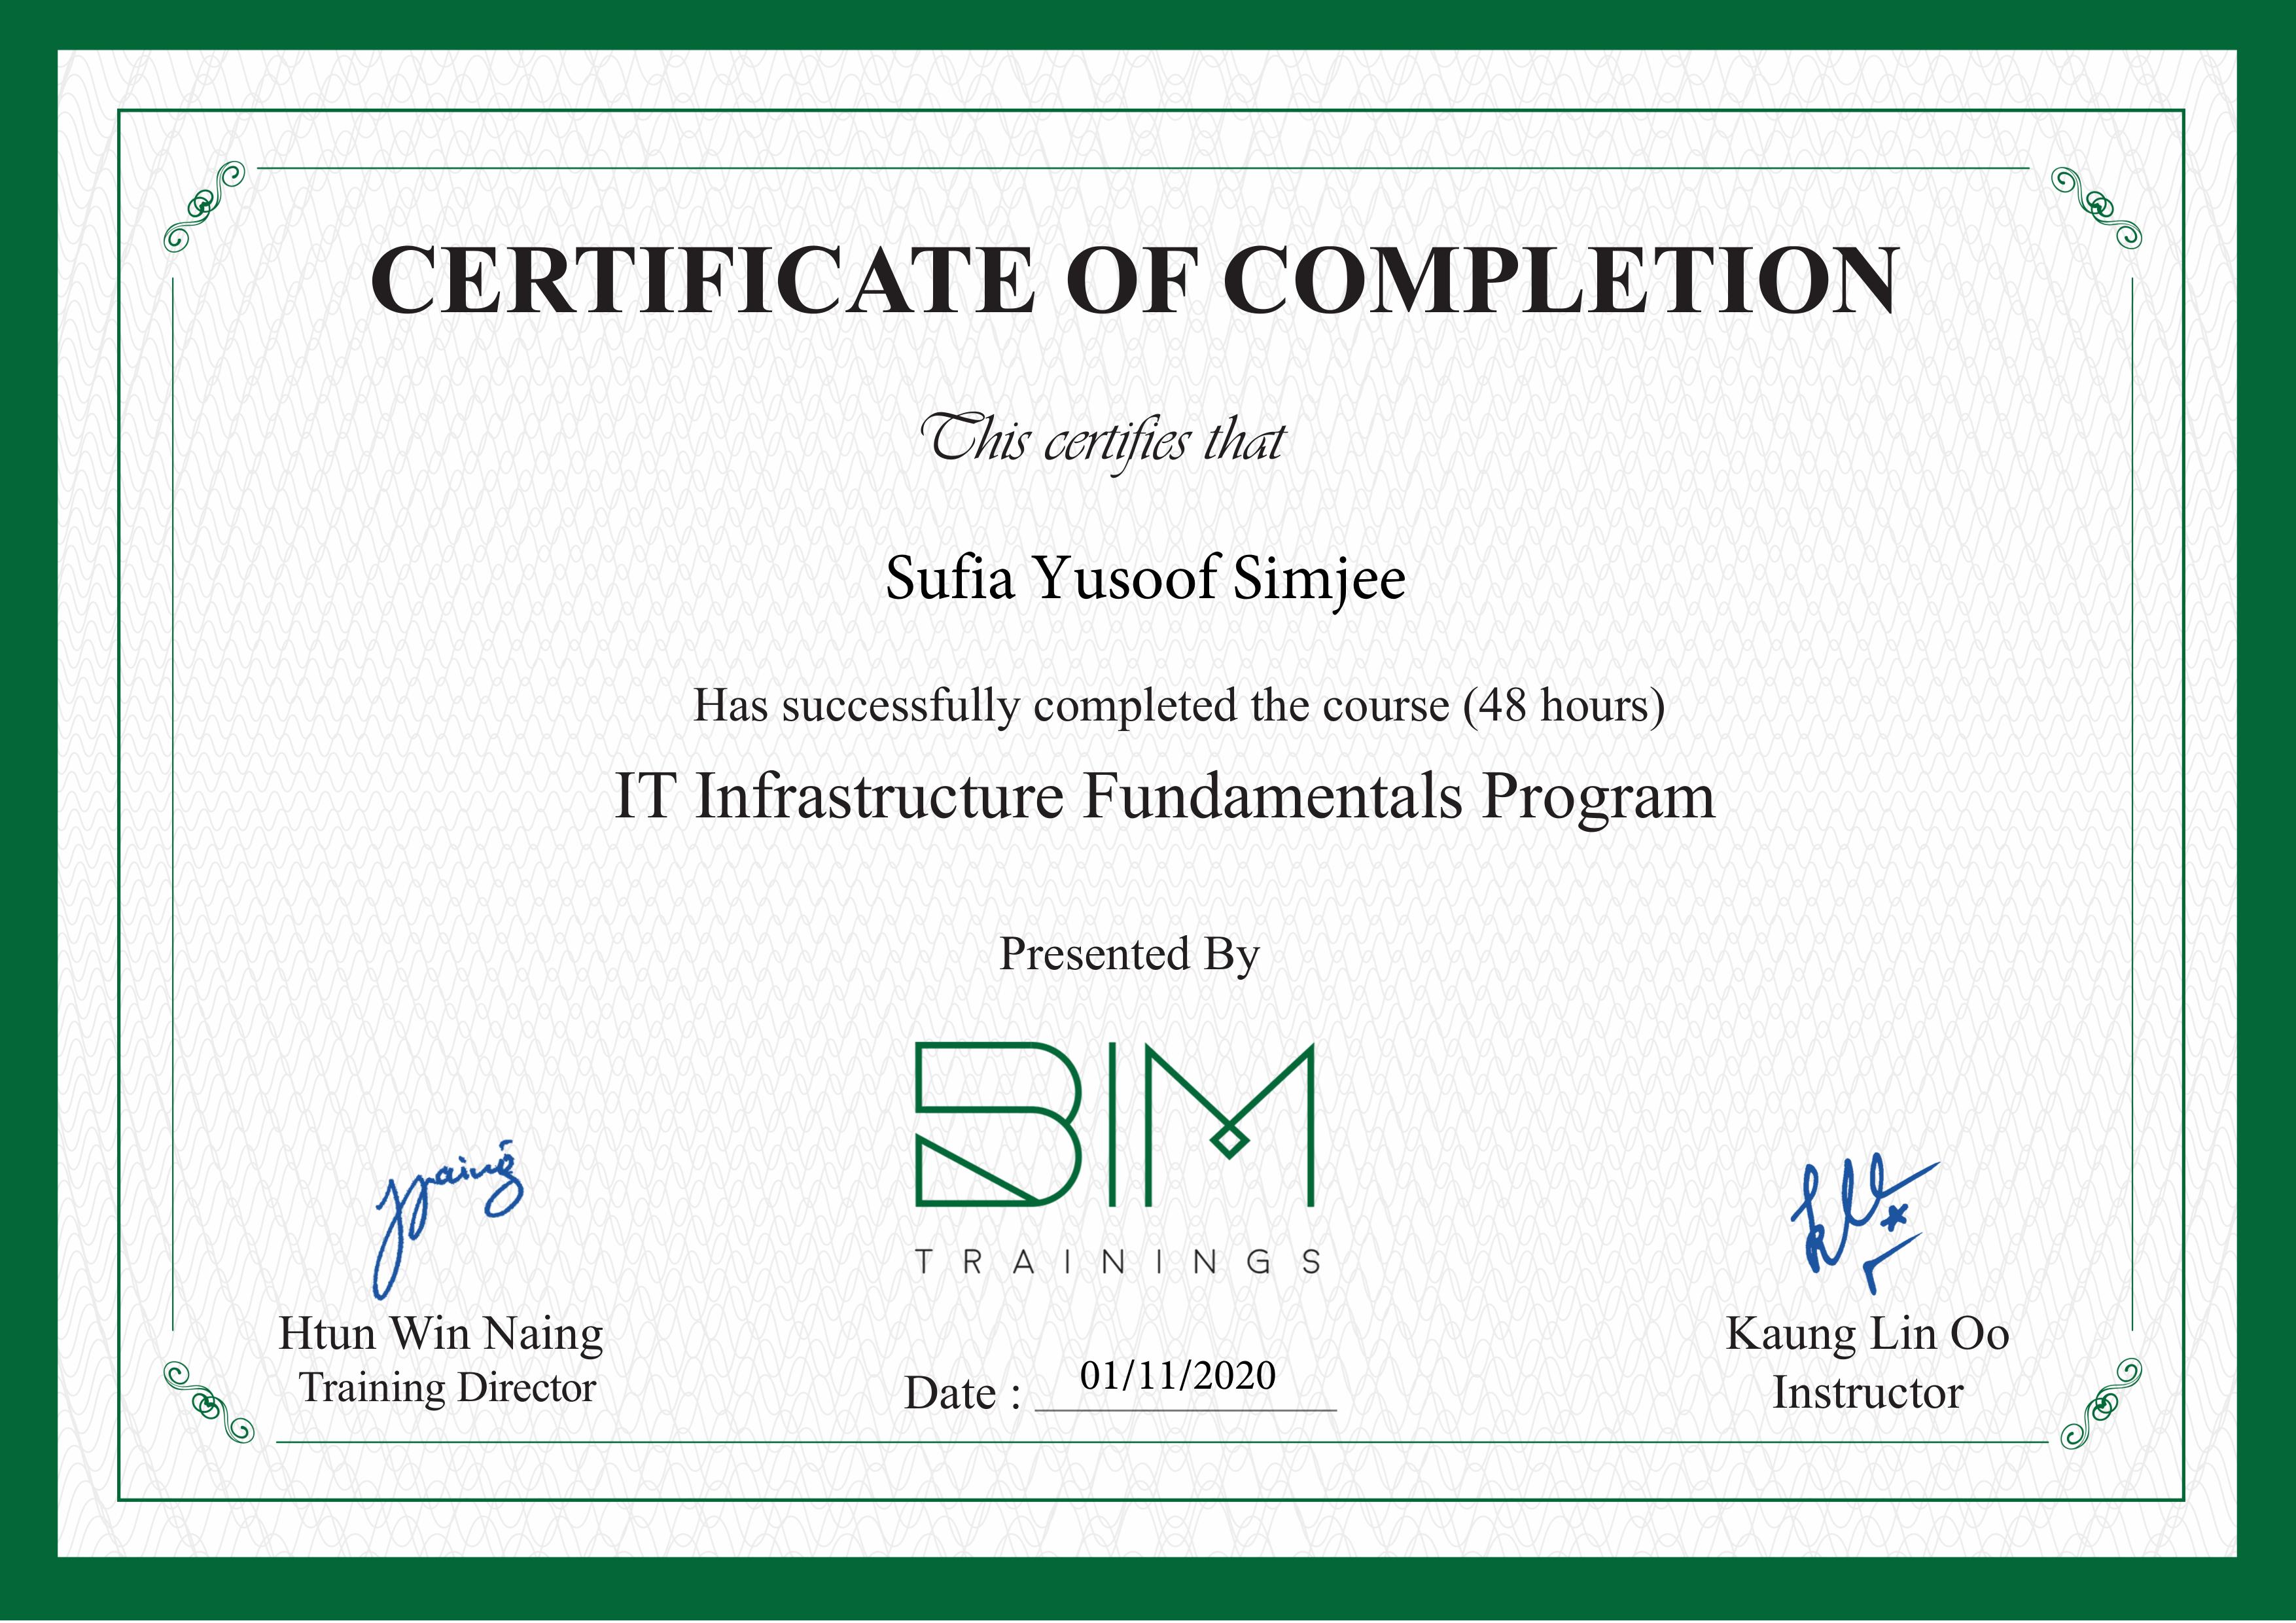 CERTIFICATE OF COMPLETION
This certifies that
Sufia Yusoof Simjee
Has successfully completed the course (48 hours)
IT Infrastructure Fundamentals Program
Presented By
BIM
TRAININGS
Htun Win Naing
Training Director
Date : 01/11/2020
Kaung Lin Oo
Instructor